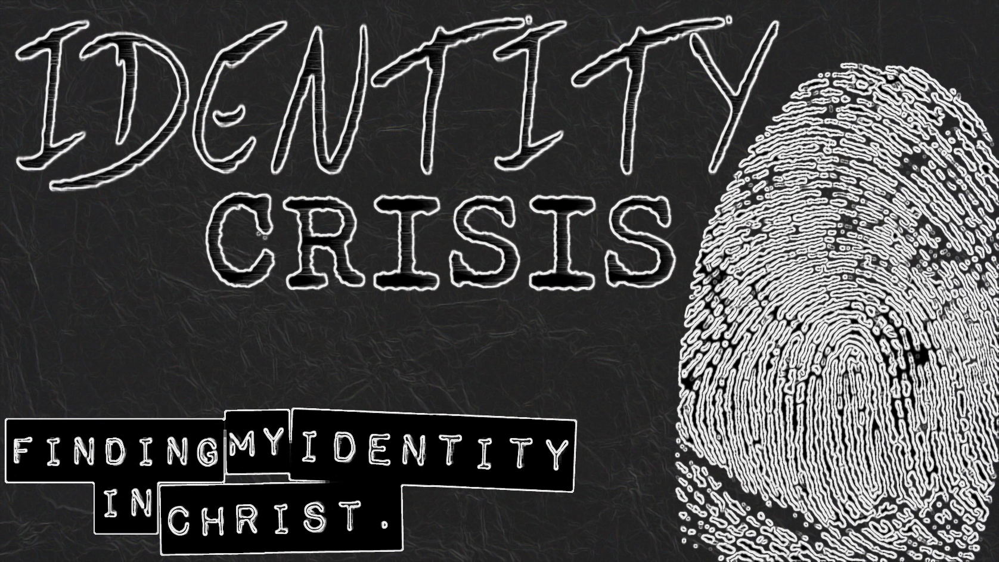 IDENTITY
CRISIS
FINDING MY IDENTITY
IN CHRIST.